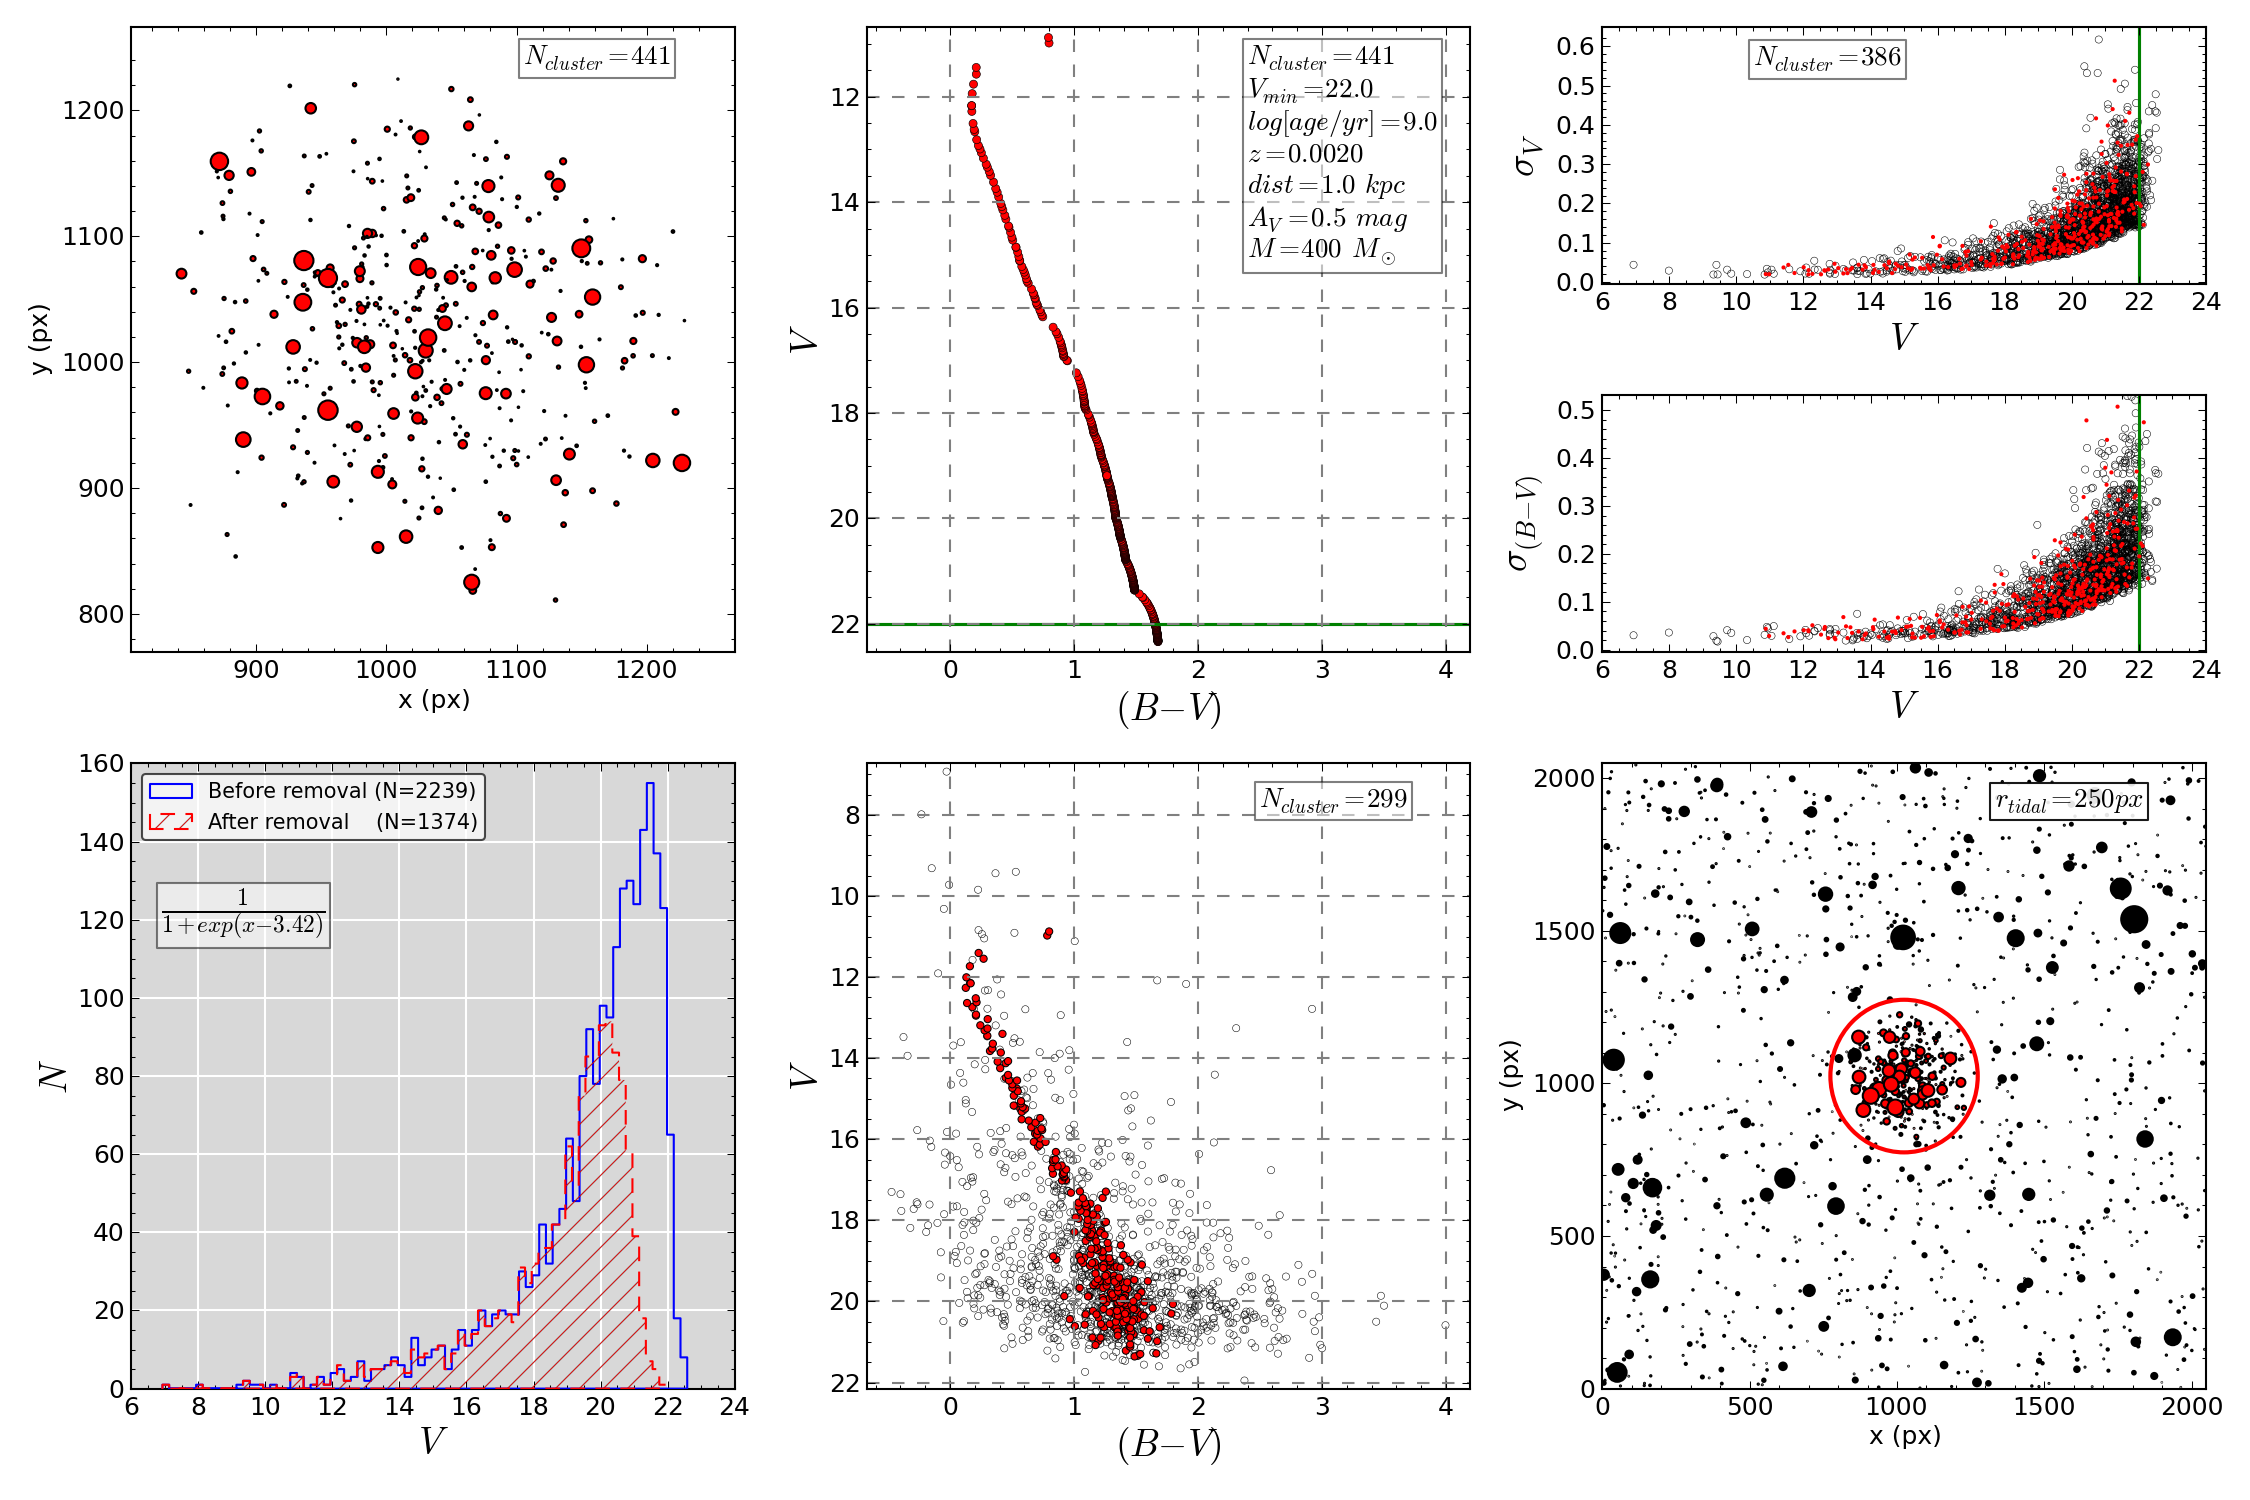 N_cluster=441
1200
1100
1000
900
800
y (px)
900 1000 1100 1200
x (px)
N_cluster=441
V_min=22.0
log[age/yr]=9.0
z=0.0020
dist=1.0 kpc
A_V=0.5 mag
M=400 M_⊙
12
14
16
18
20
22
V
0 1 2 3 4
(B−V)
N_cluster=386
0.6
0.5
0.4
0.3
0.2
0.1
0.0
σ_V
6 8 10 12 14 16 18 20 22 24
V
0.5
0.4
0.3
0.2
0.1
0.0
σ_(B−V)
6 8 10 12 14 16 18 20 22 24
V
160
140
120
100
80
60
40
20
0
N
Before removal (N=2239)
After removal (N=1374)
1
1+exp(x−3.42)
6 8 10 12 14 16 18 20 22 24
V
N_cluster=299
8
10
12
14
16
18
20
22
V
0 1 2 3 4
(B−V)
r_tidal=250px
2000
1500
1000
500
0
y (px)
0 500 1000 1500 2000
x (px)